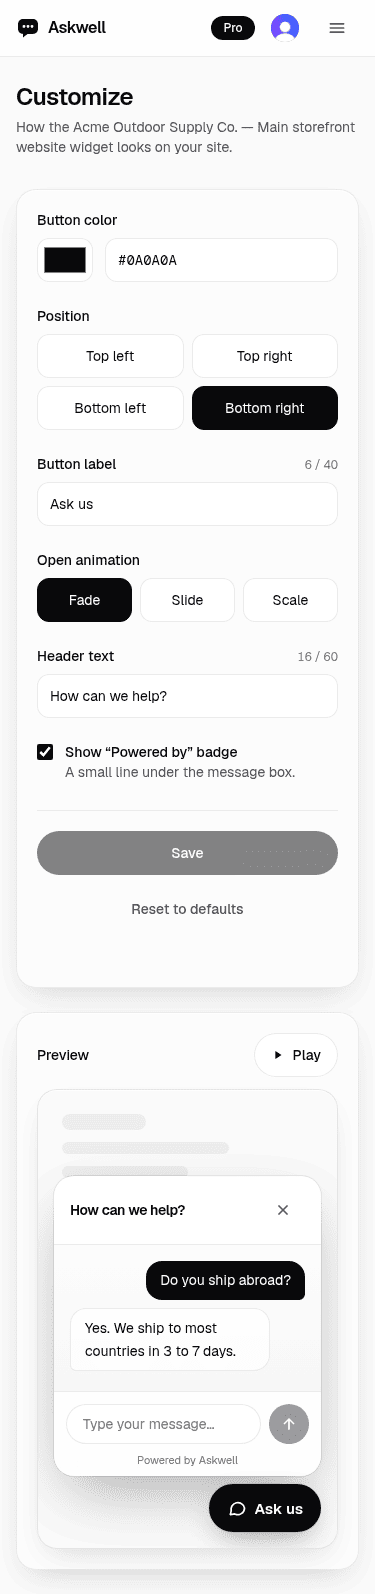 Askwell
Pro
Customize
How the Acme Outdoor Supply Co. — Main storefront
website widget looks on your site.
Button color
#0A0A0A
Position
Top left
Top right
Bottom left
Bottom right
Button label
6 / 40
Ask us
Open animation
Fade
Slide
Scale
Header text
16 / 60
How can we help?
Show “Powered by” badge
A small line under the message box.
Save
Reset to defaults
Preview
Play
How can we help?
Do you ship abroad?
Yes. We ship to most
countries in 3 to 7 days.
Type your message...
Powered by Askwell
Ask us